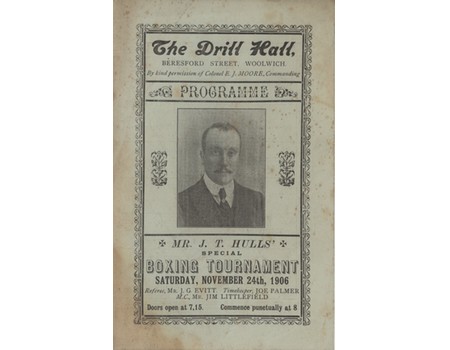 The Drill Hall,
BERESFORD STREET, WOOLWICH.
By kind permission of Colonel E. J. MOORE, Commanding
PROGRAMME
MR. J. T. HULLS'
SPECIAL
BOXING TOURNAMENT
SATURDAY, NOVEMBER 24th, 1906
Referee, MR. J. G. EVITT. Timekeeper, JOE PALMER
M.C., MR. JIM LITTLEFIELD
Doors open at 7.15. Commence punctually at 8